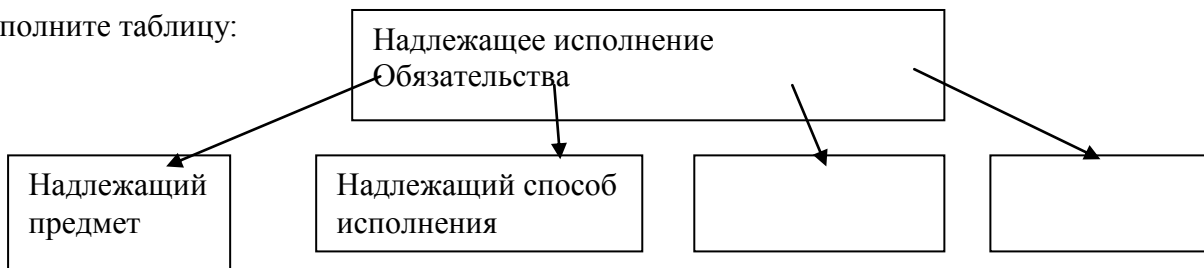 полните таблицу:
Надлежащее исполнение
Обязательства
Надлежащий
предмет
Надлежащий способ
исполнения